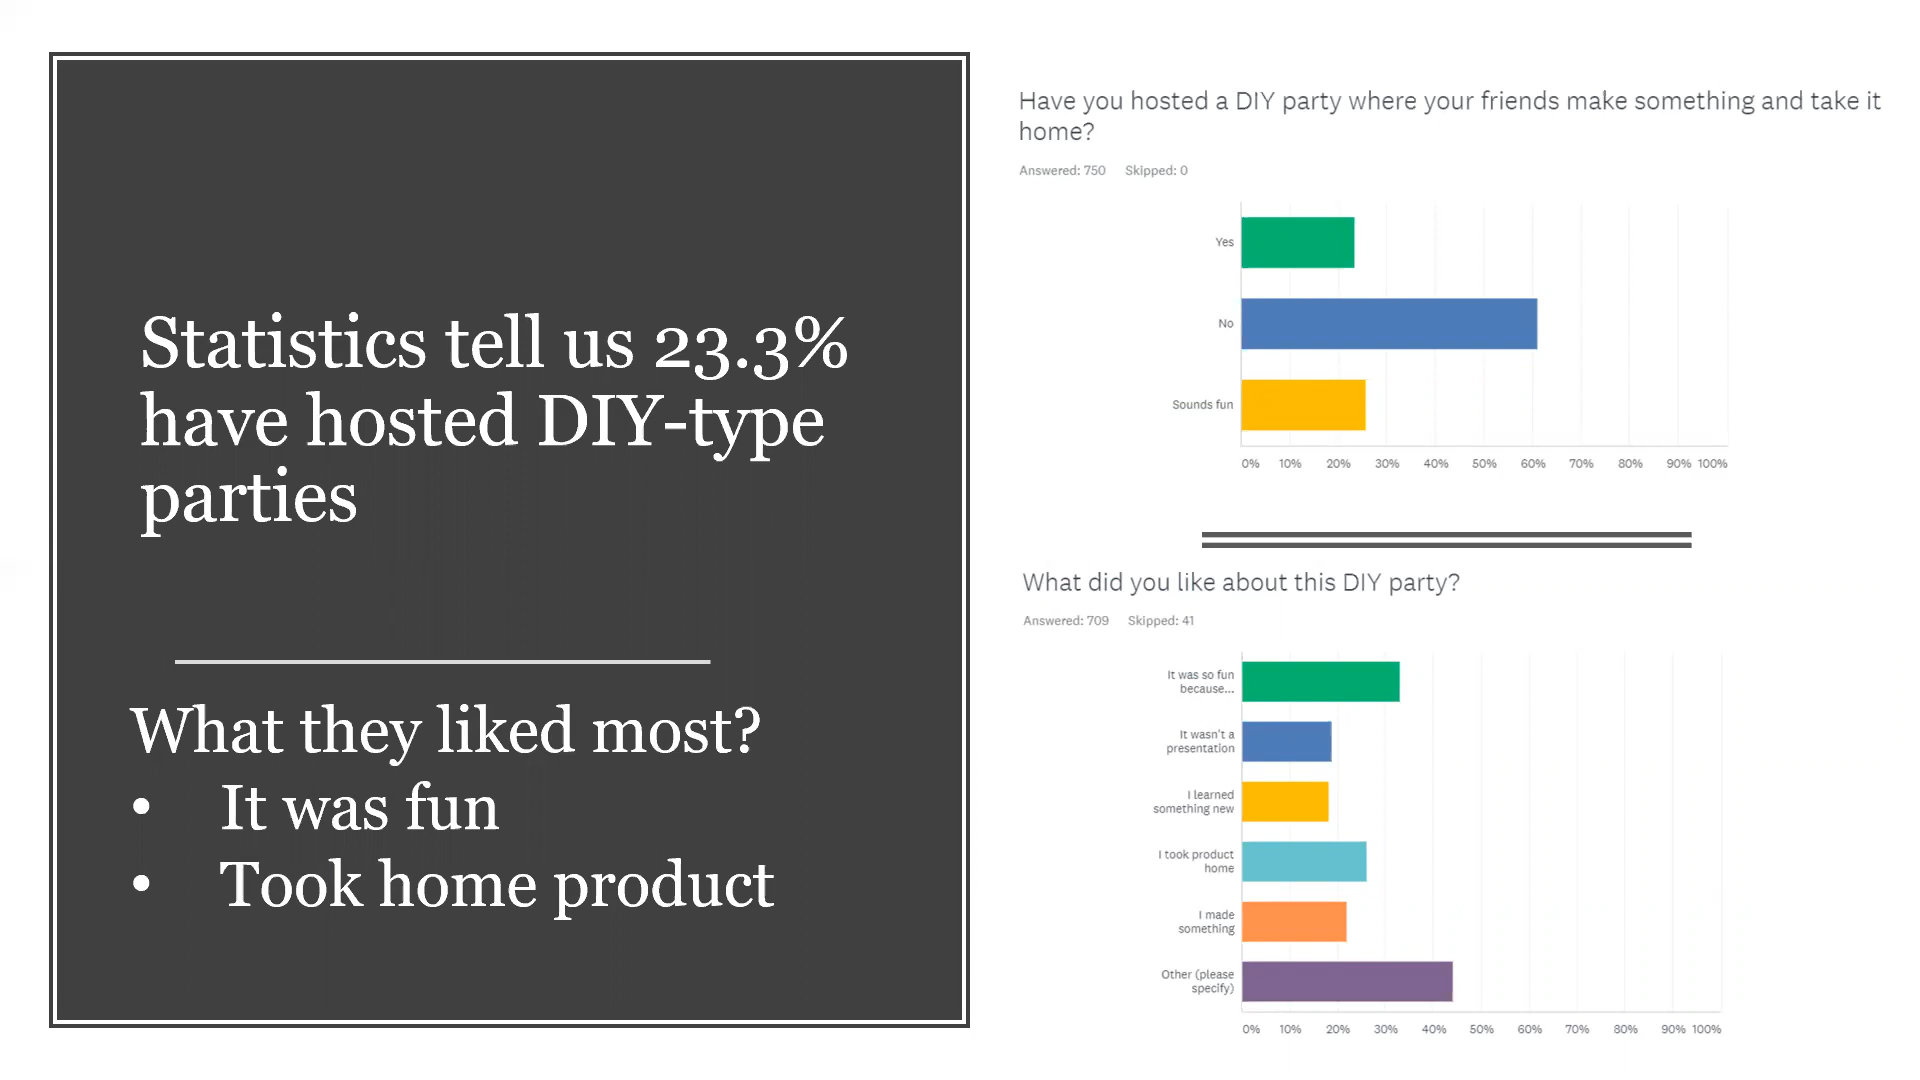 Statistics tell us 23.3%
have hosted DIY-type
parties
What they liked most?
• It was fun
• Took home product
Have you hosted a DIY party where your friends make something and take it
home?
Answered: 750 Skipped: 0
Yes
No
Sounds fun
0% 10% 20% 30% 40% 50% 60% 70% 80% 90% 100%
What did you like about this DIY party?
Answered: 709 Skipped: 41
It was so fun
because...
It wasn't a
presentation
I learned
something new
I took product
home
I made
something
Other (please
specify)
0% 10% 20% 30% 40% 50% 60% 70% 80% 90% 100%